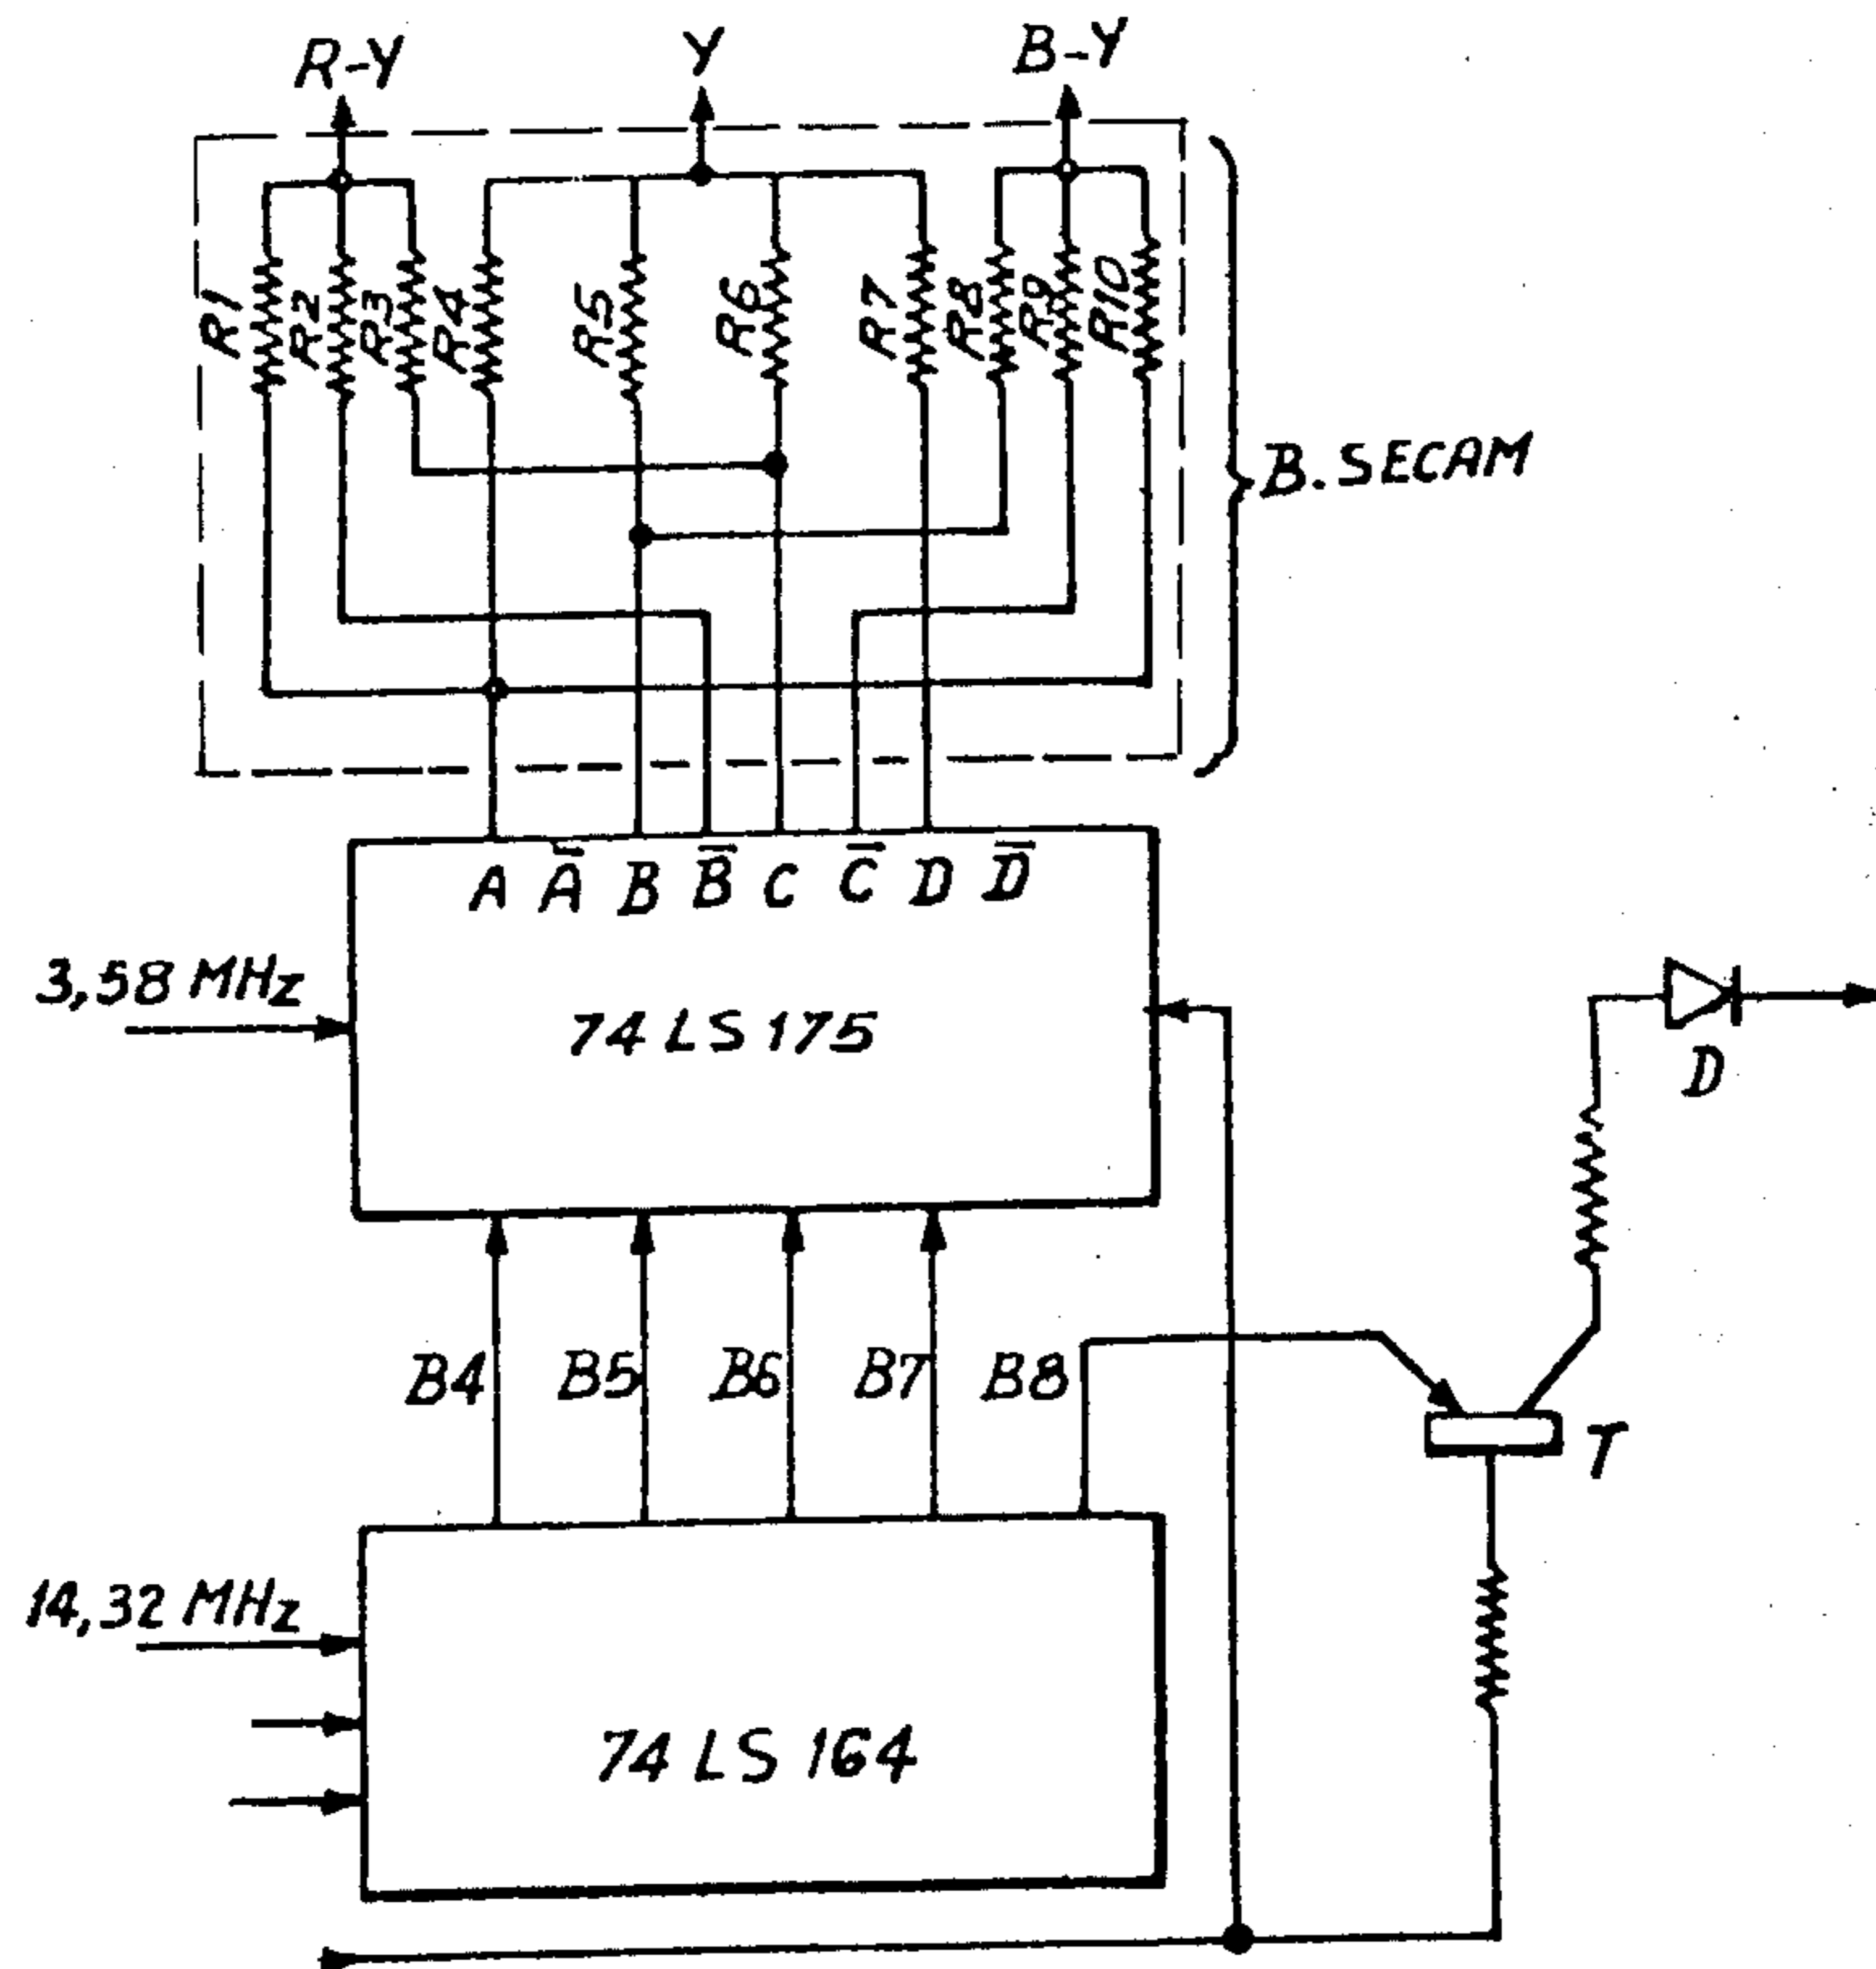 R-Y Y B-Y
R1 R2 R3 R4 R5 R6 R7 R8 R9 R10
B. SECAM
A A̅ B B̅ C C̅ D D̅
3,58 MHz
74 LS 175
D
B4 B5 B6 B7 B8
T
14,32 MHz
74 LS 164